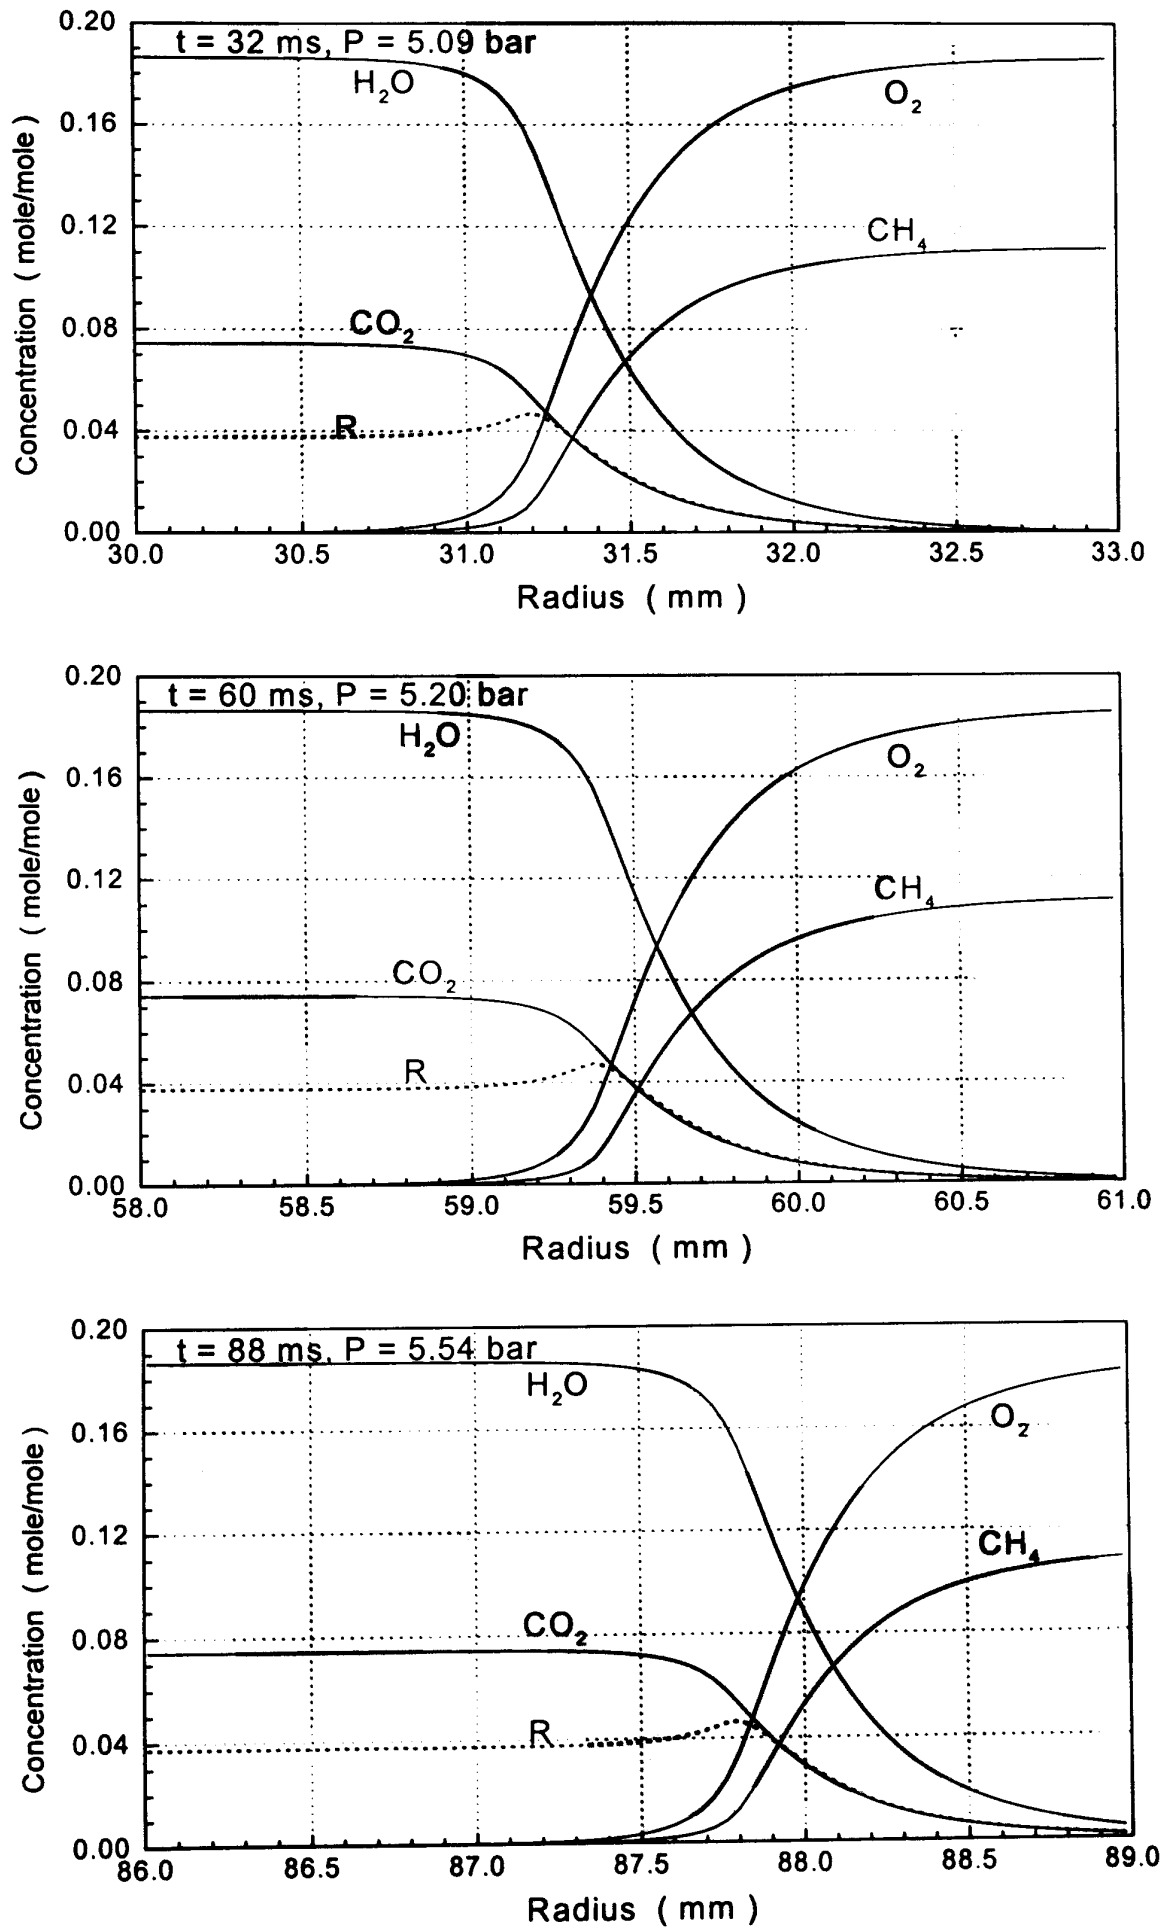 0.20
t = 32 ms, P = 5.09 bar
H₂O
O₂
0.16
0.12
CH₄
0.08
CO₂
0.04
R
0.00
30.0 30.5 31.0 31.5 32.0 32.5 33.0
Radius ( mm )
Concentration ( mole/mole)
0.20
t = 60 ms, P = 5.20 bar
H₂O
O₂
0.16
0.12
CH₄
0.08
CO₂
0.04
R
0.00
58.0 58.5 59.0 59.5 60.0 60.5 61.0
Radius ( mm )
Concentration ( mole/mole)
0.20
t = 88 ms, P = 5.54 bar
H₂O
O₂
0.16
0.12
CH₄
0.08
CO₂
0.04
R
0.00
86.0 86.5 87.0 87.5 88.0 88.5 89.0
Radius ( mm )
Concentration ( mole/mole)